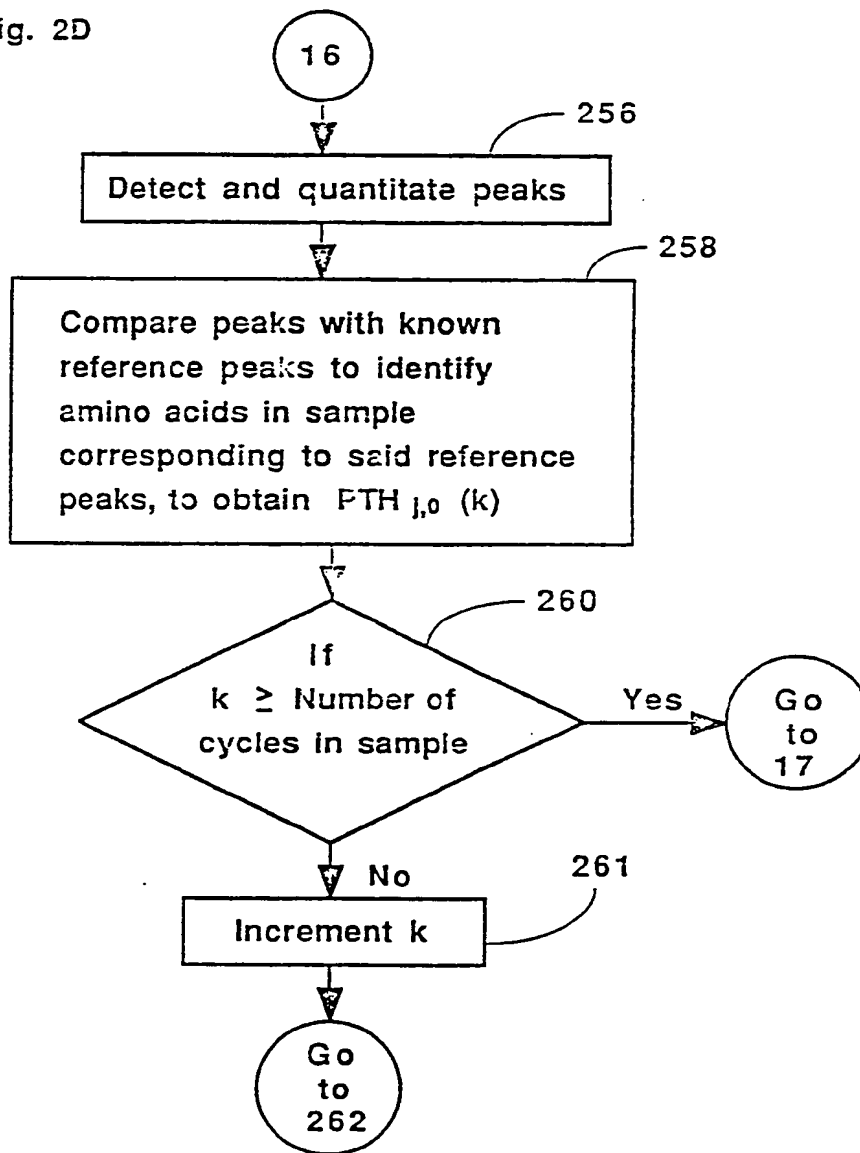 ig. 2D
16
256
Detect and quantitate peaks
258
Compare peaks with known
reference peaks to identify
amino acids in sample
corresponding to said reference
peaks, to obtain PTH j,0 (k)
260
If
k ≥ Number of
cycles in sample
Yes
Go
to
17
No
261
Increment k
Go
to
262